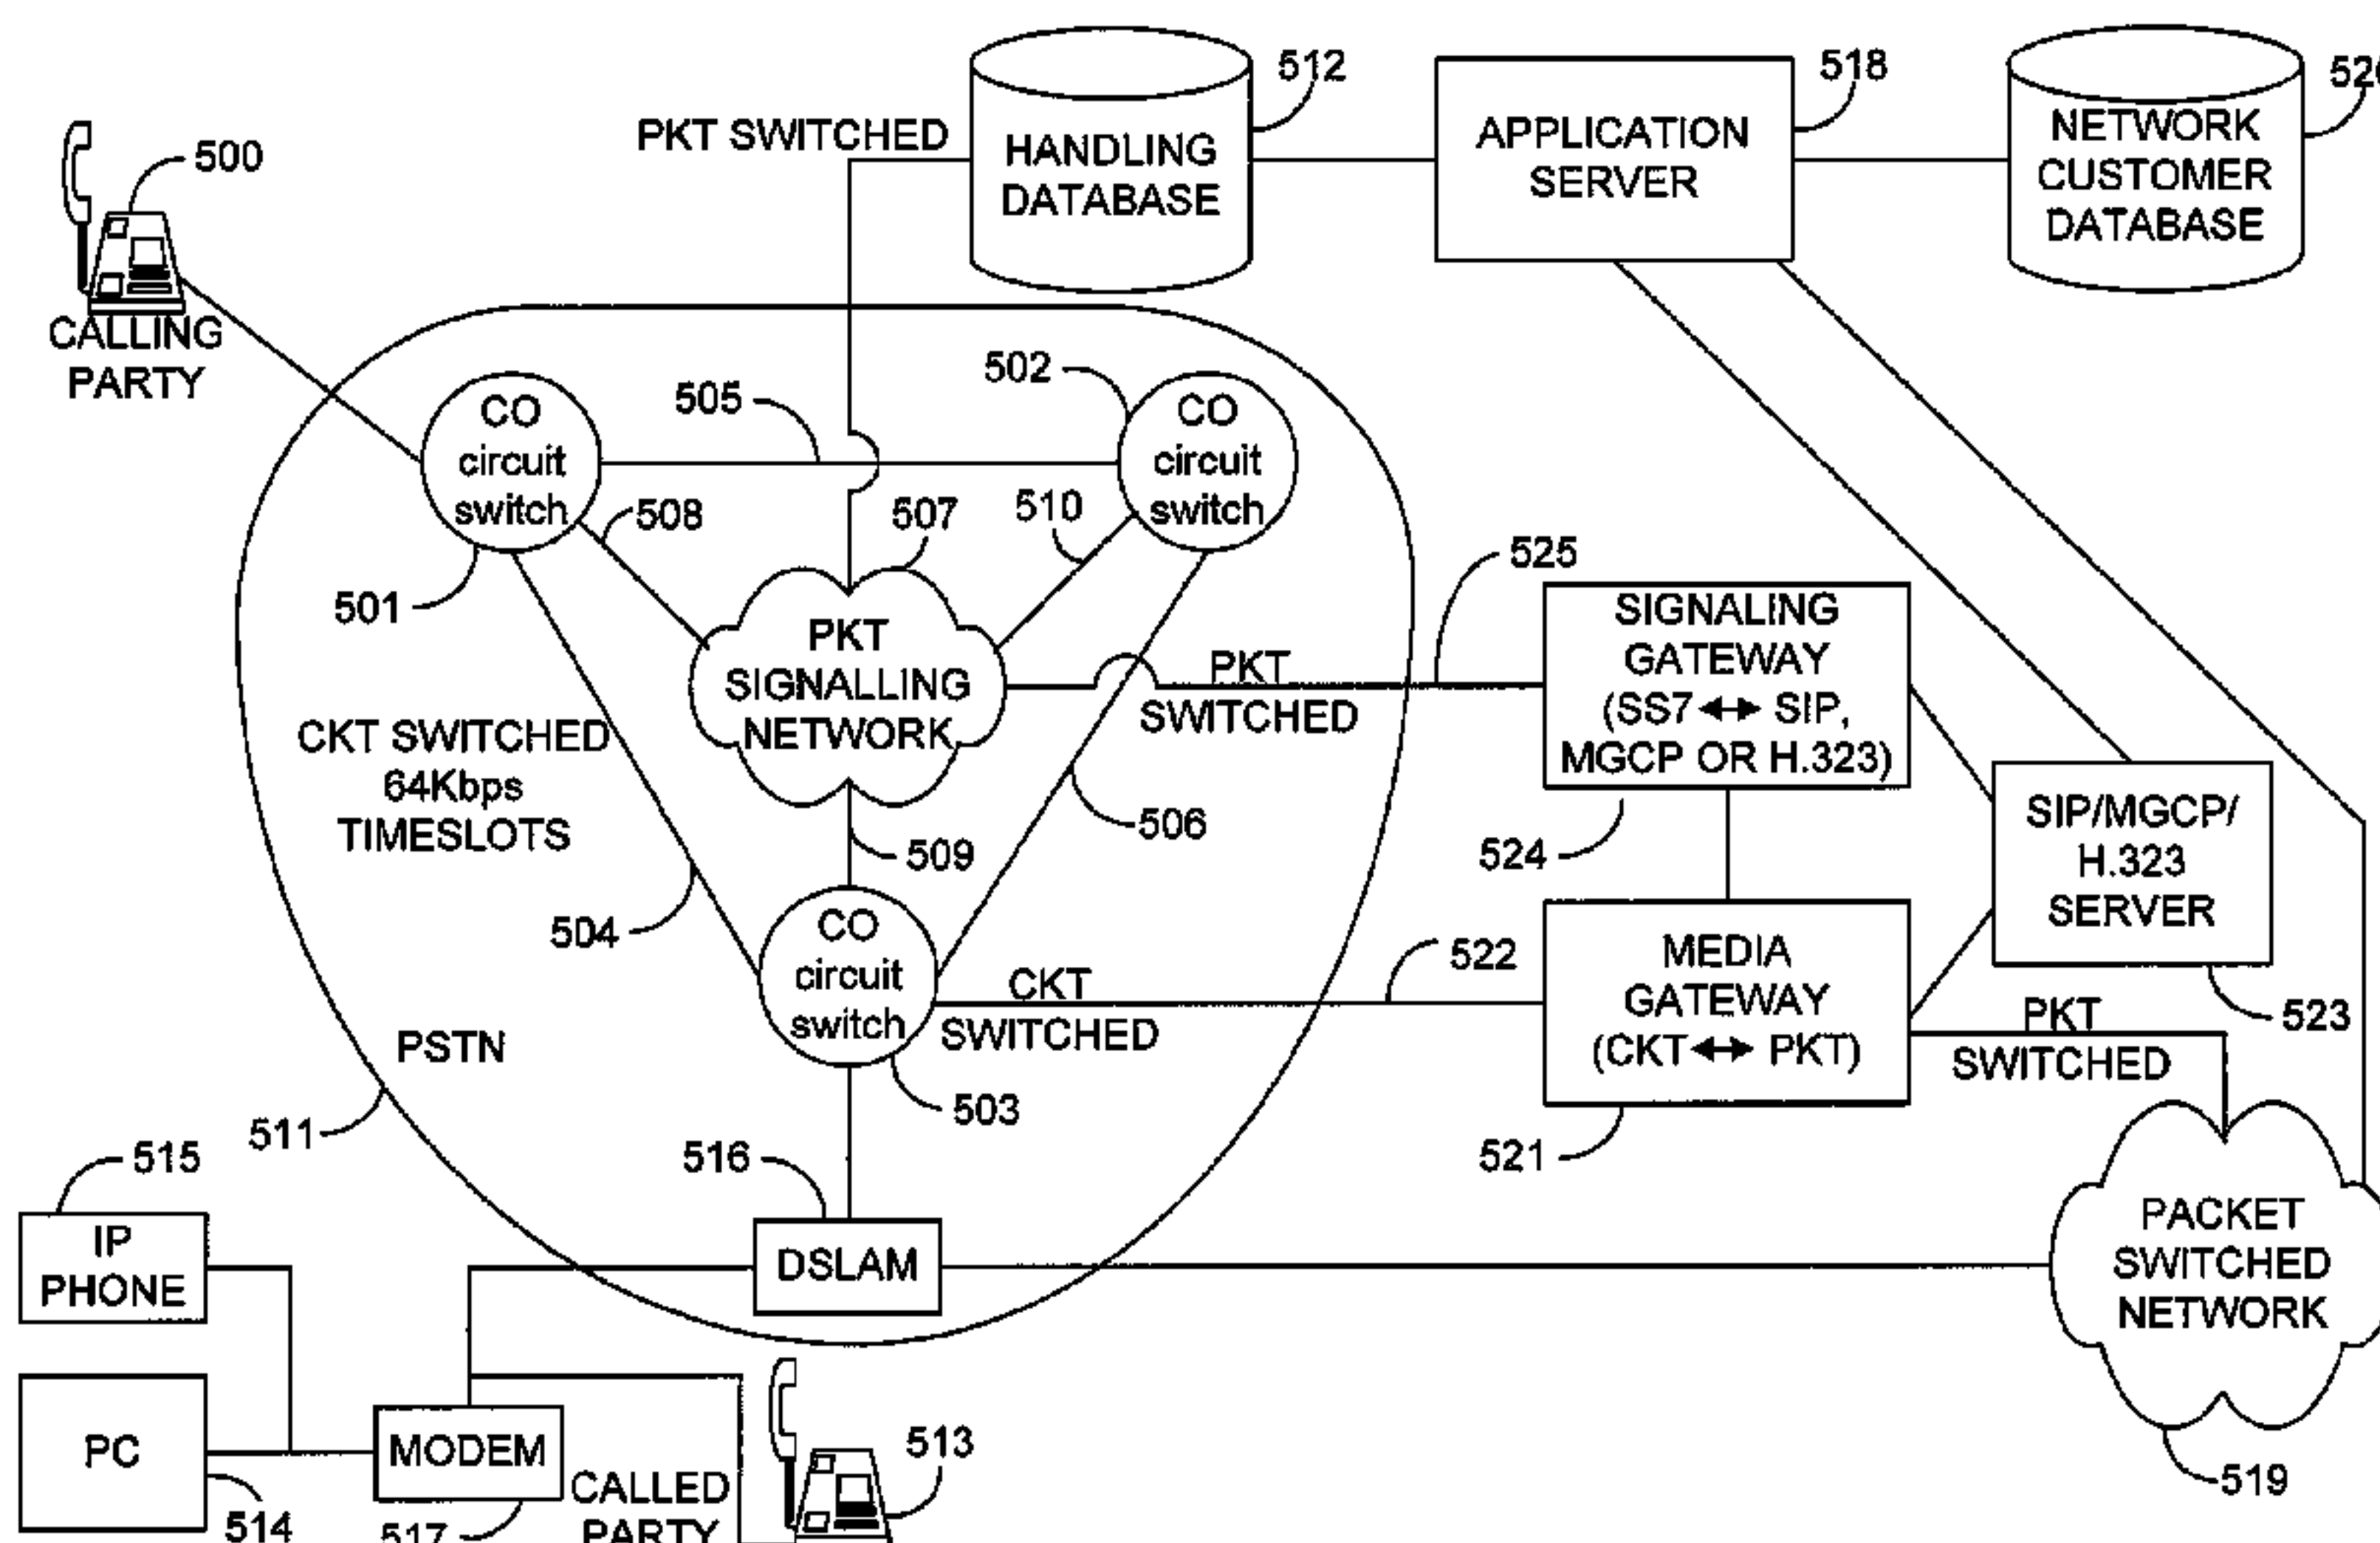 512
518
PKT SWITCHED
HANDLING
DATABASE
APPLICATION
SERVER
NETWORK
CUSTOMER
DATABASE
500
CALLING
PARTY
502
CO
circuit
switch
505
CO
circuit
switch
508
507
510
525
501
PKT
SIGNALLING
NETWORK
PKT
SWITCHED
SIGNALING
GATEWAY
(SS7 ↔ SIP,
MGCP OR H.323)
CKT SWITCHED
64Kbps
TIMESLOTS
506
509
524
SIP/MGCP/
H.323
SERVER
504
CO
circuit
switch
CKT
SWITCHED
522
MEDIA
GATEWAY
(CKT ↔ PKT)
523
PKT
SWITCHED
PSTN
503
511
516
521
515
IP
PHONE
DSLAM
PACKET
SWITCHED
NETWORK
PC
MODEM
513
CALLED
PARTY
514
517
519